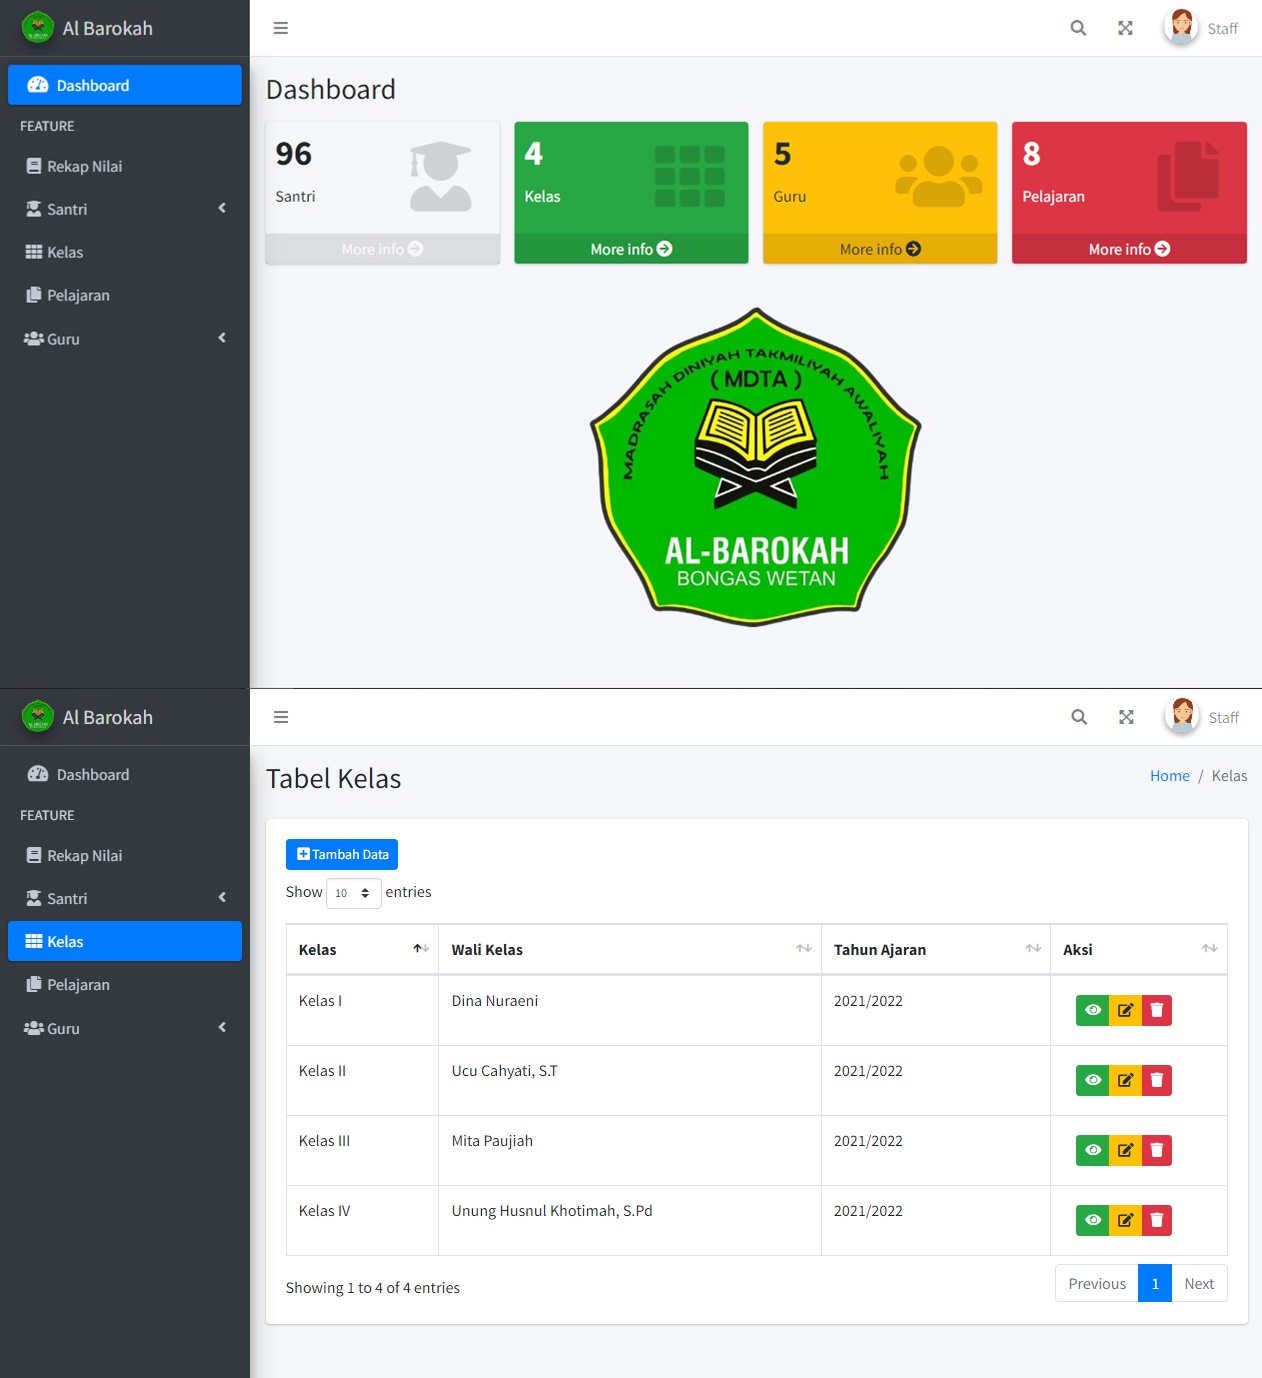 Al Barokah
Staff
Dashboard
FEATURE
Rekap Nilai
Santri
Kelas
Pelajaran
Guru
Dashboard
96
Santri
More info
4
Kelas
More info
5
Guru
More info
8
Pelajaran
More info
MADRASAH DINIYAH TAKMILIYAH AWALIYAH
( MDTA )
AL-BAROKAH
BONGAS WETAN
Al Barokah
Staff
Dashboard
FEATURE
Rekap Nilai
Santri
Kelas
Pelajaran
Guru
Tabel Kelas
Home / Kelas
Tambah Data
Show 10 entries
Kelas Wali Kelas Tahun Ajaran Aksi
Kelas I Dina Nuraeni 2021/2022
Kelas II Ucu Cahyati, S.T 2021/2022
Kelas III Mita Paujiah 2021/2022
Kelas IV Unung Husnul Khotimah, S.Pd 2021/2022
Showing 1 to 4 of 4 entries
Previous 1 Next